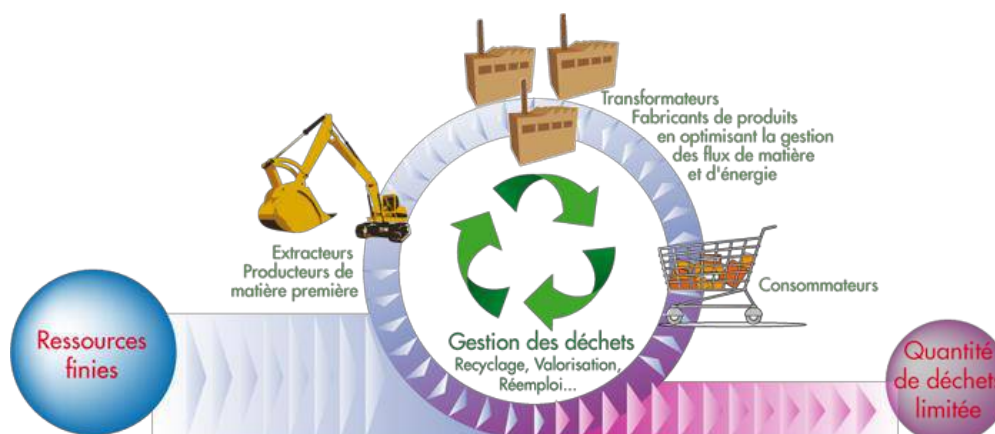 Transformateurs
Fabricants de produits
en optimisant la gestion
des flux de matière
et d'énergie
Extracteurs
Producteurs de
matière première
Consommateurs
Ressources
finies
Gestion des déchets
Recyclage, Valorisation,
Réemploi...
Quantité
de déchets
limitée